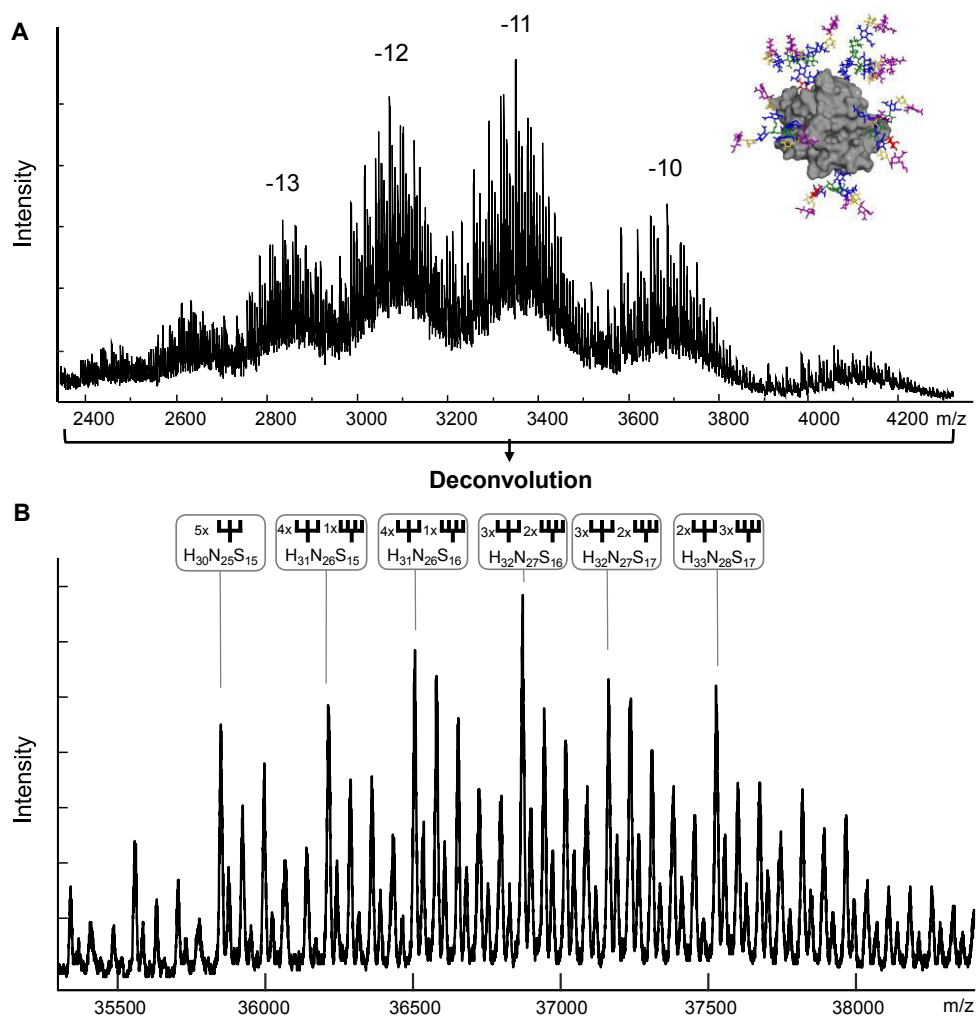 A
-11
-12
-13
-10
Intensity
2400 2600 2800 3000 3200 3400 3600 3800 4000 4200 m/z
Deconvolution
B
5x 4x 1x 4x 1x 3x 2x 3x 2x 2x 3x
H₃₀N₂₅S₁₅ H₃₁N₂₆S₁₅ H₃₁N₂₆S₁₆ H₃₂N₂₇S₁₆ H₃₂N₂₇S₁₇ H₃₃N₂₈S₁₇
Intensity
35500 36000 36500 37000 37500 38000 m/z